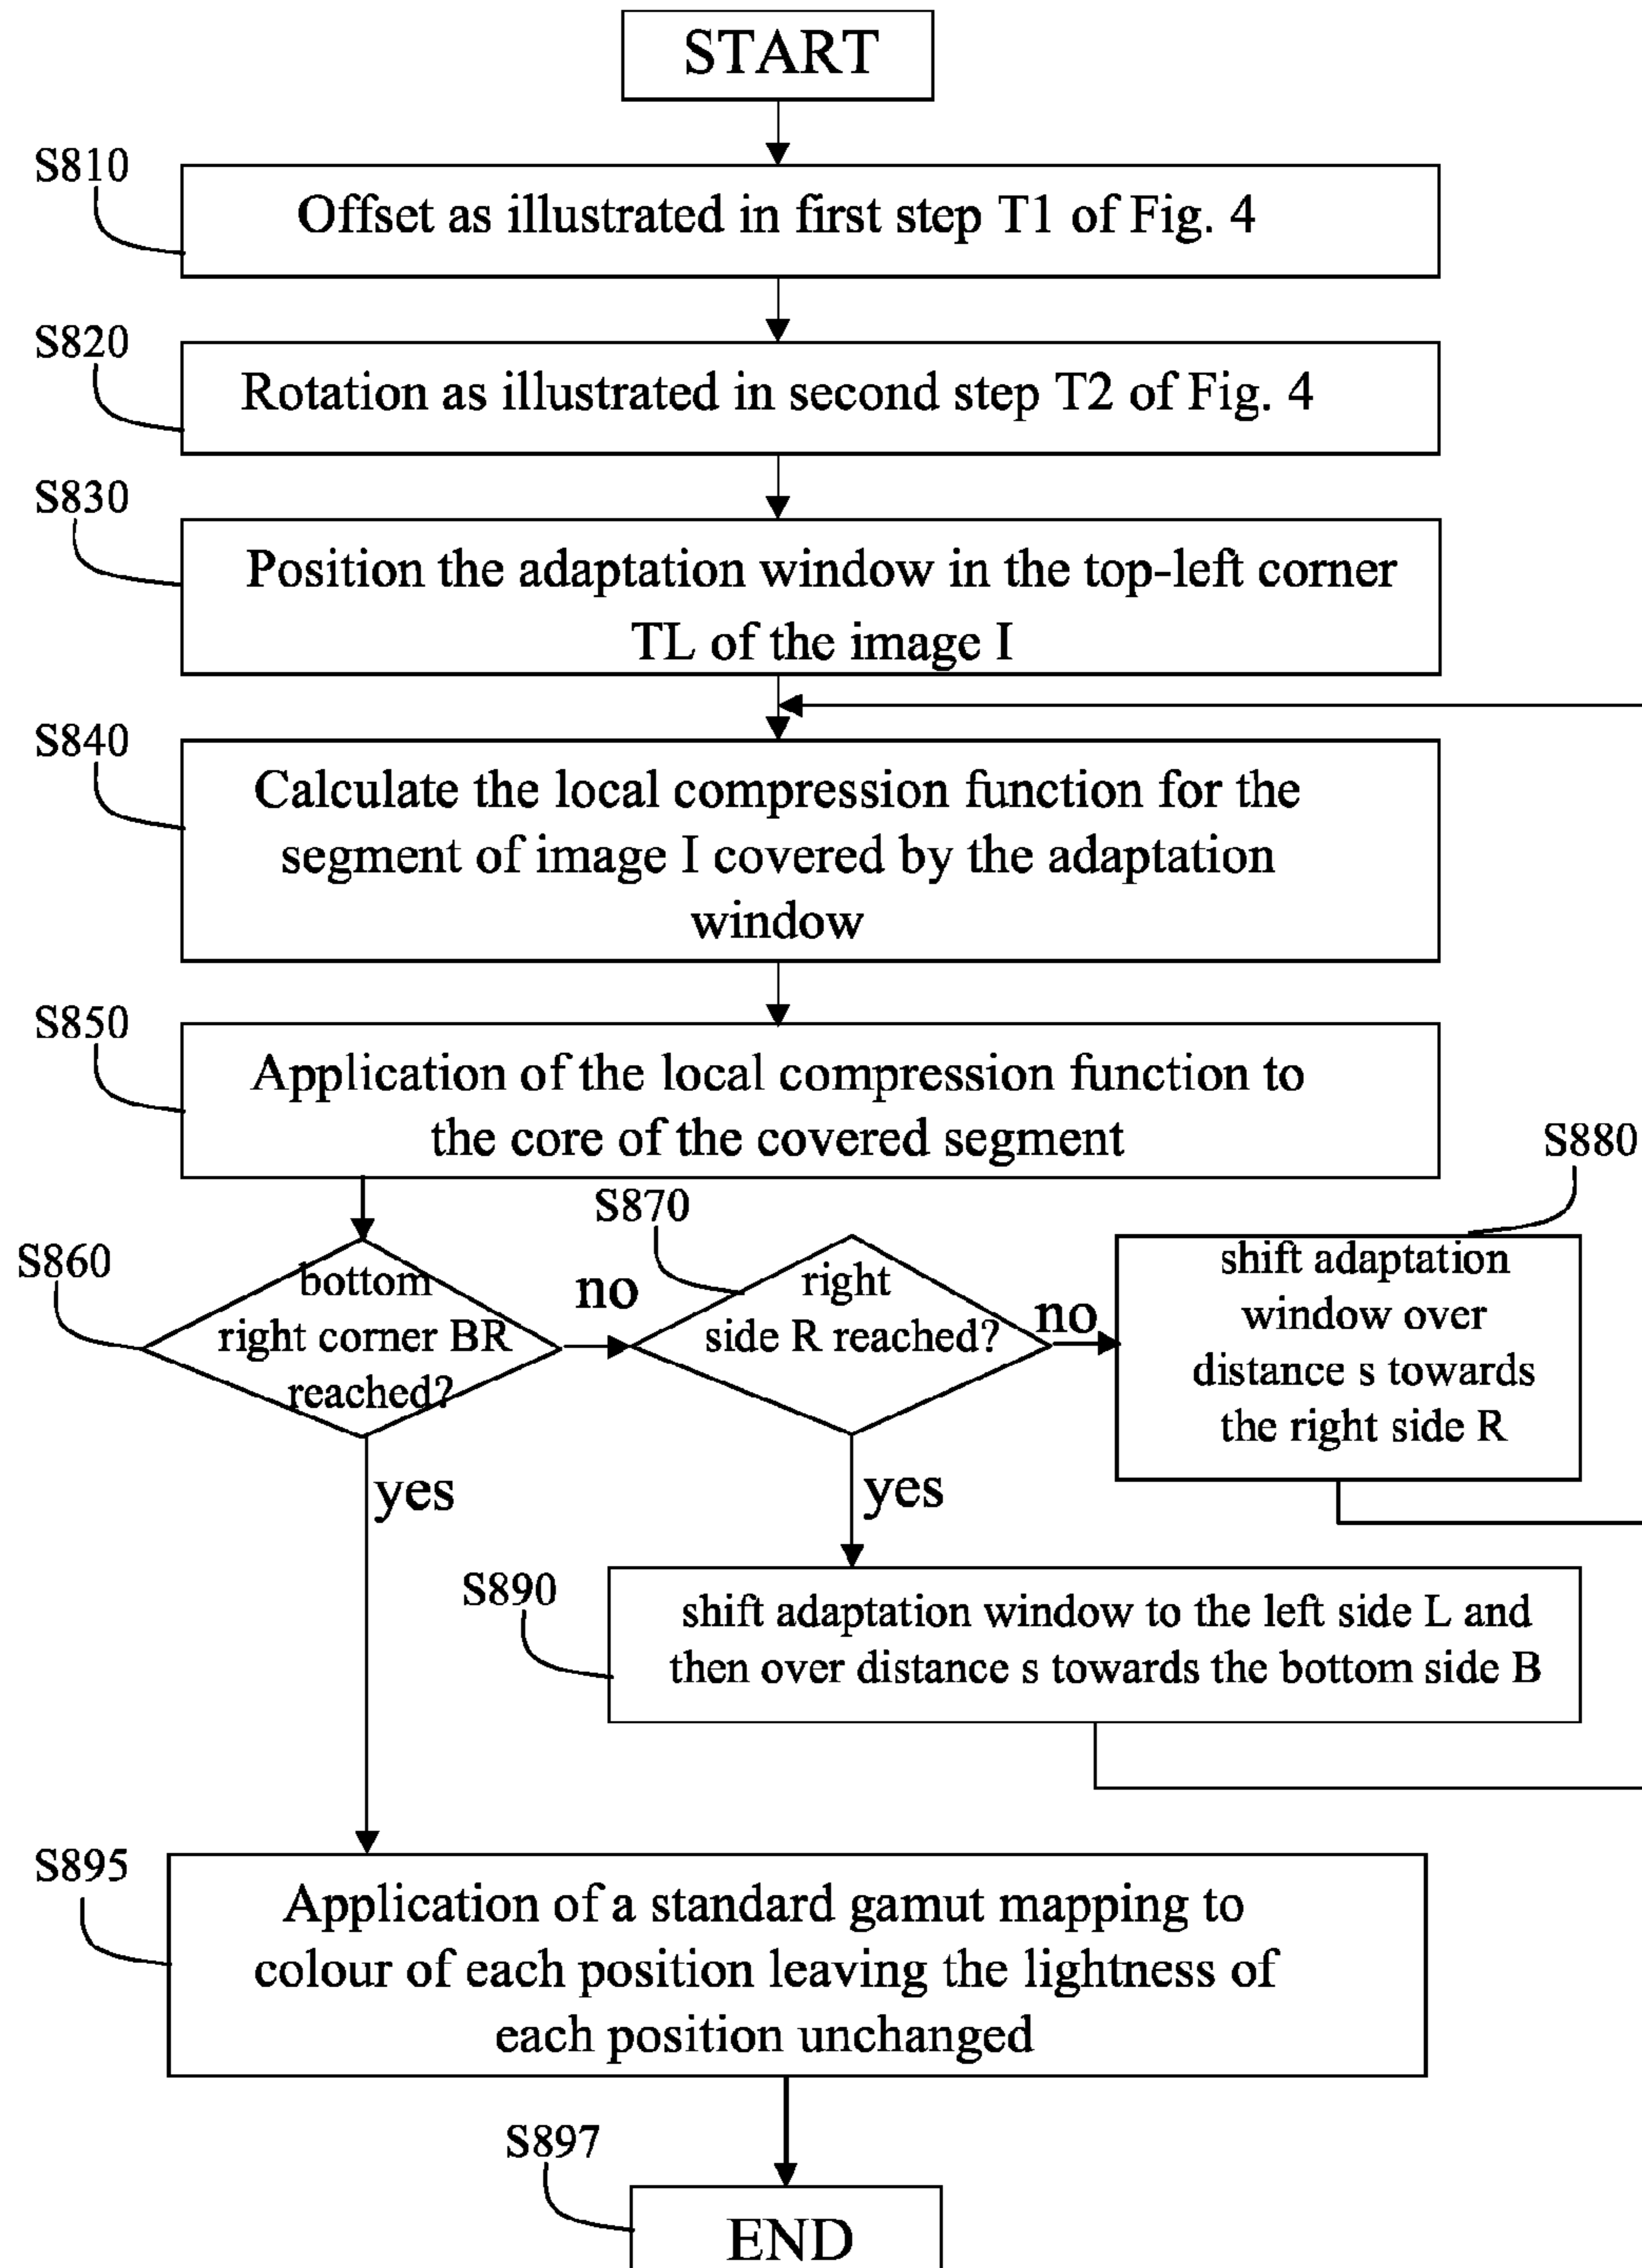 START
S810
Offset as illustrated in first step T1 of Fig. 4
S820
Rotation as illustrated in second step T2 of Fig. 4
S830
Position the adaptation window in the top-left corner
TL of the image I
S840
Calculate the local compression function for the
segment of image I covered by the adaptation
window
S850
Application of the local compression function to
the core of the covered segment
S860
bottom
right corner BR
reached?
no
S870
right
side R reached?
no
S880
shift adaptation
window over
distance s towards
the right side R
yes
yes
S890
shift adaptation window to the left side L and
then over distance s towards the bottom side B
S895
Application of a standard gamut mapping to
colour of each position leaving the lightness of
each position unchanged
S897
END